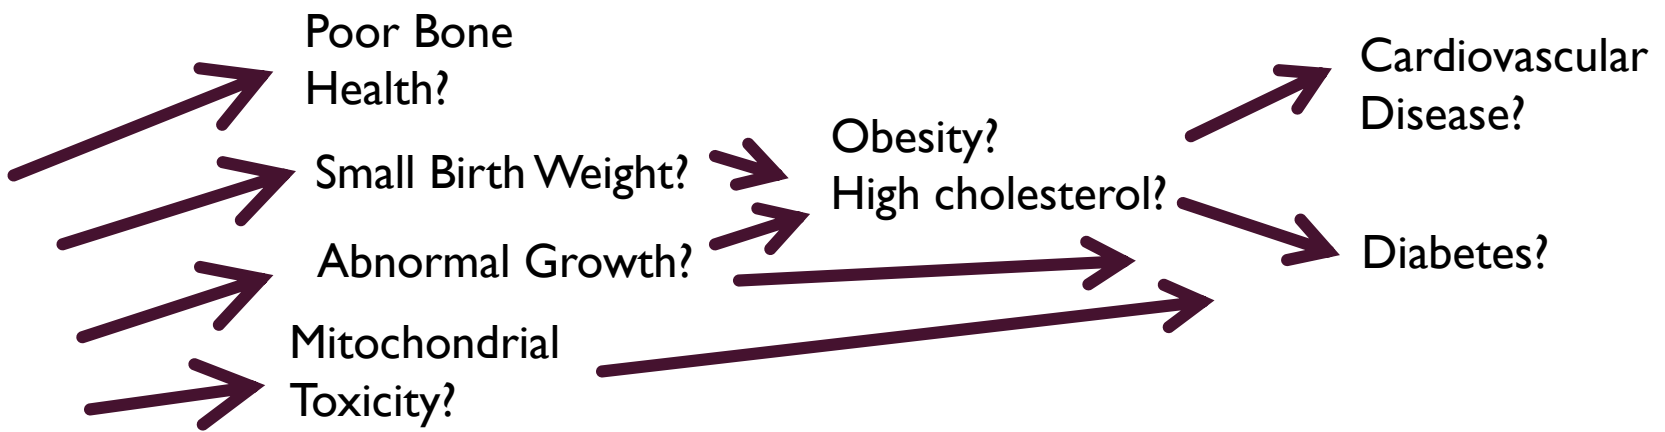 Poor Bone
Health?
Small Birth Weight?
Abnormal Growth?
Mitochondrial
Toxicity?
Obesity?
High cholesterol?
Cardiovascular
Disease?
Diabetes?